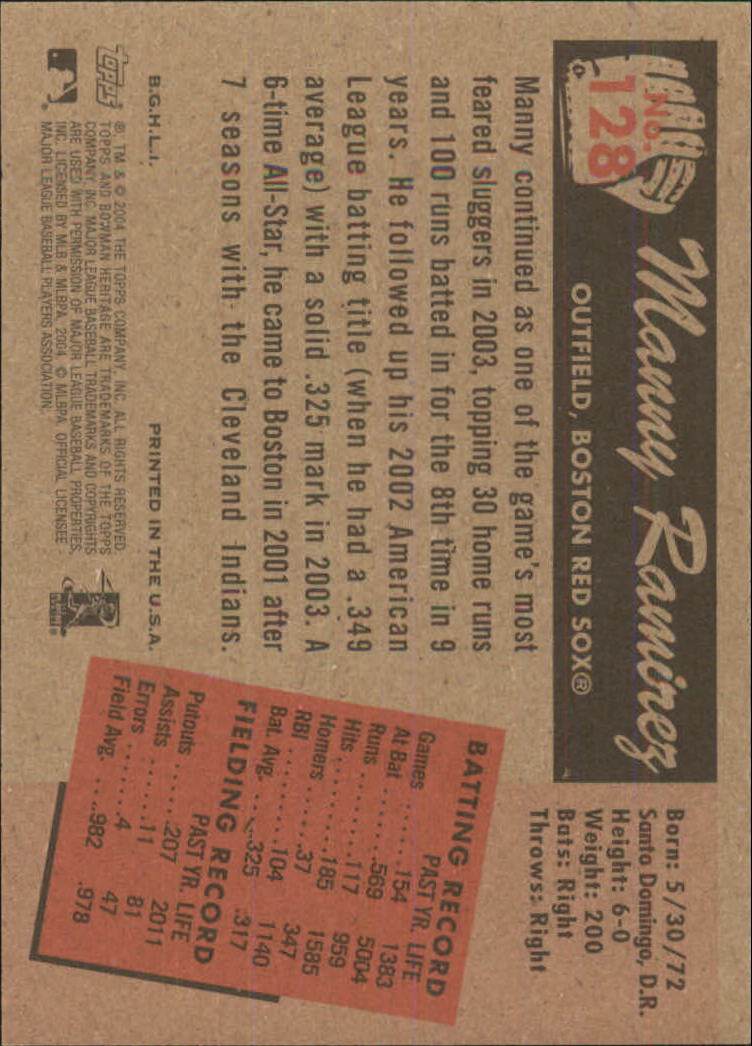 No.
128
Manny Ramirez
OUTFIELD, BOSTON RED SOX®
Born: 5/30/72
Santo Domingo, D.R.
Height: 6-0
Weight: 200
Bats: Right
Throws: Right
Manny continued as one of the game's most
feared sluggers in 2003, topping 30 home runs
and 100 runs batted in for the 8th time in 9
years. He followed up his 2002 American
League batting title (when he had a .349
average) with a solid .325 mark in 2003. A
6-time All-Star, he came to Boston in 2001 after
7 seasons with the Cleveland Indians.
BATTING RECORD
PAST YR. LIFE
Games ........ 154 1383
At Bat ........ 569 5004
Runs ........ 117 959
Hits ........ 185 1585
Homers ........ 37 347
RBI ........ 104 1140
Bat. Avg. .... .325 .317
FIELDING RECORD
PAST YR. LIFE
Putouts ...... 207 2011
Assists ...... 11 81
Errors ...... 4 47
Field Avg. .... .982 .978
B.G.H.L.I. PRINTED IN THE U.S.A.
Topps
®, TM & © 2004 THE TOPPS COMPANY, INC. ALL RIGHTS RESERVED.
TOPPS AND BOWMAN HERITAGE ARE TRADEMARKS OF THE TOPPS
COMPANY, INC. MAJOR LEAGUE BASEBALL TRADEMARKS AND COPYRIGHTS
ARE USED WITH PERMISSION OF MAJOR LEAGUE BASEBALL PROPERTIES,
INC. LICENSED BY MLB & MLBPA 2004. © MLBPA OFFICIAL LICENSEE -
MAJOR LEAGUE BASEBALL PLAYERS ASSOCIATION.